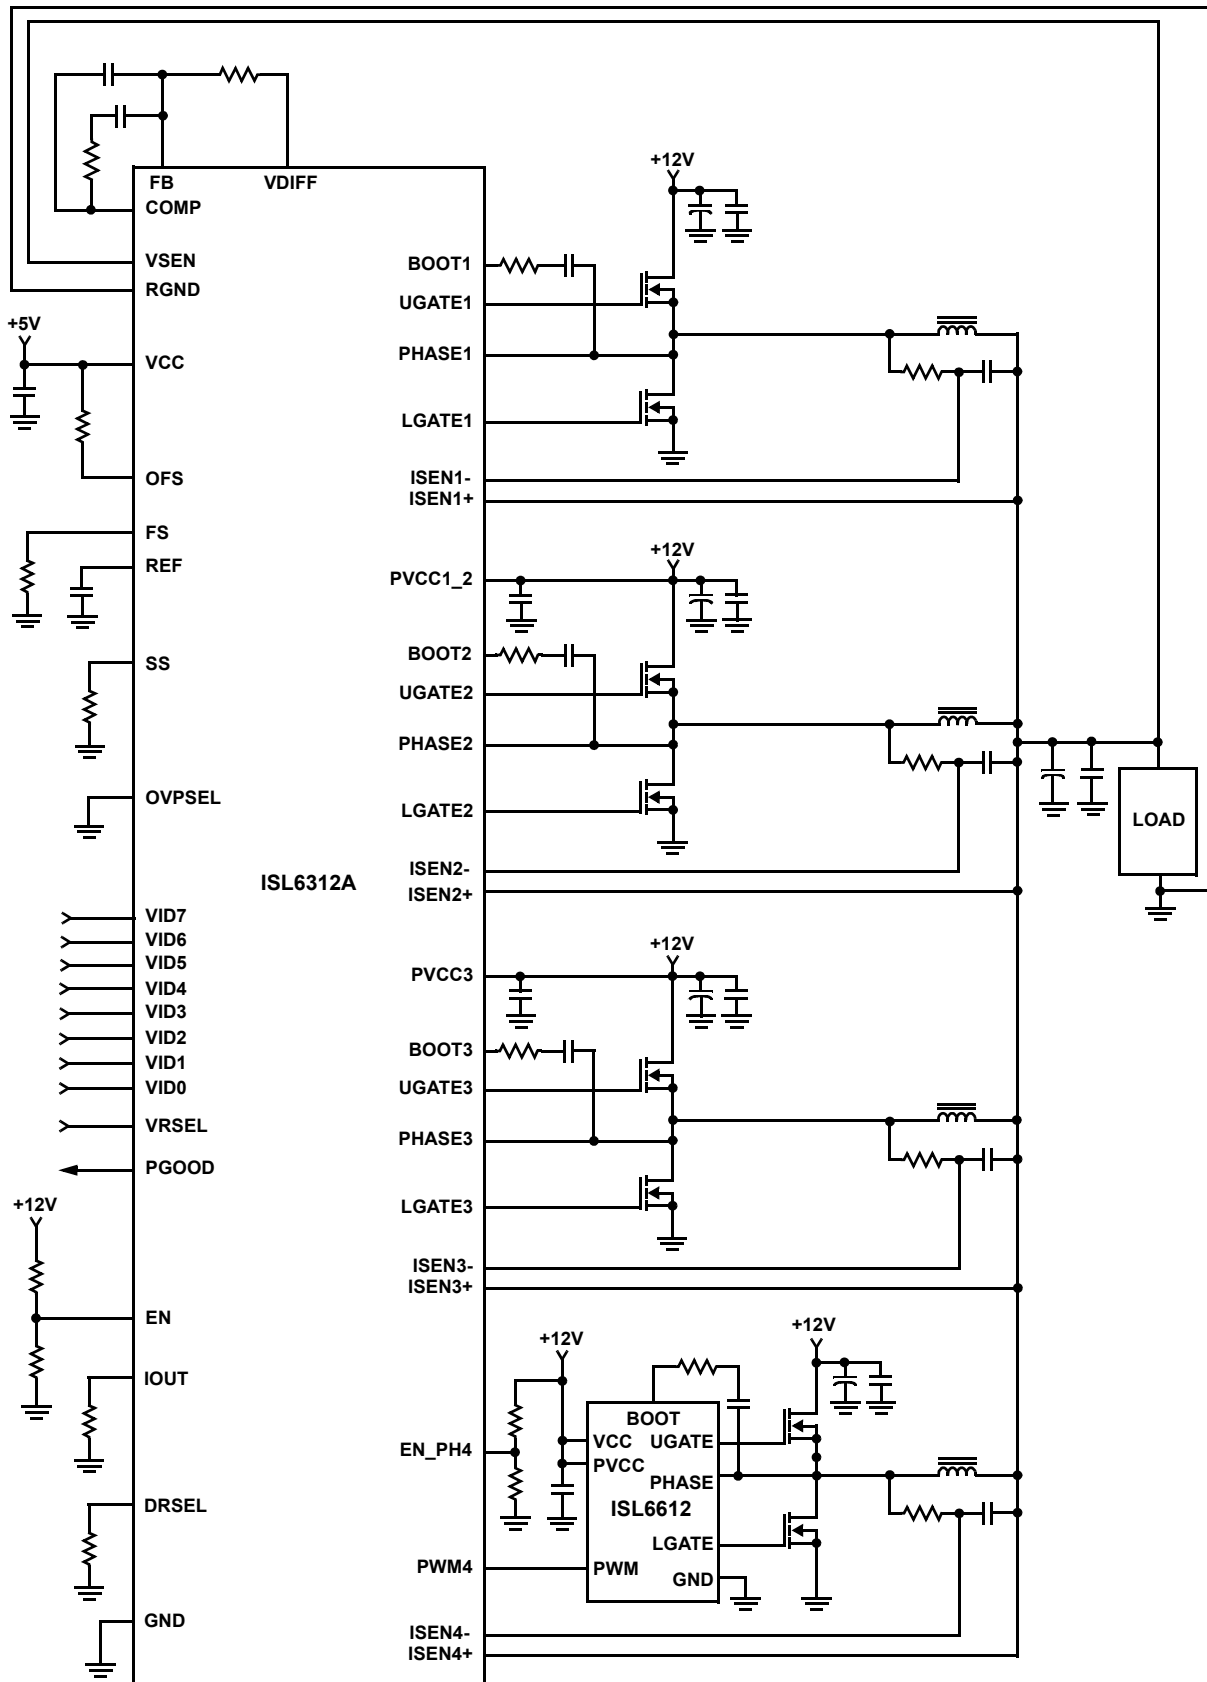 FB
VDIFF
COMP
VSEN
RGND
+5V
VCC
OFS
FS
REF
SS
OVPSEL
ISL6312A
VID7
VID6
VID5
VID4
VID3
VID2
VID1
VID0
VRSEL
PGOOD
+12V
EN
IOUT
DRSEL
GND
+12V
BOOT1
UGATE1
PHASE1
LGATE1
ISEN1-
ISEN1+
+12V
PVCC1_2
BOOT2
UGATE2
PHASE2
LGATE2
ISEN2-
ISEN2+
LOAD
+12V
PVCC3
BOOT3
UGATE3
PHASE3
LGATE3
ISEN3-
ISEN3+
+12V
+12V
EN_PH4
BOOT
VCC
UGATE
PVCC
PHASE
ISL6612
LGATE
PWM4
PWM
GND
ISEN4-
ISEN4+